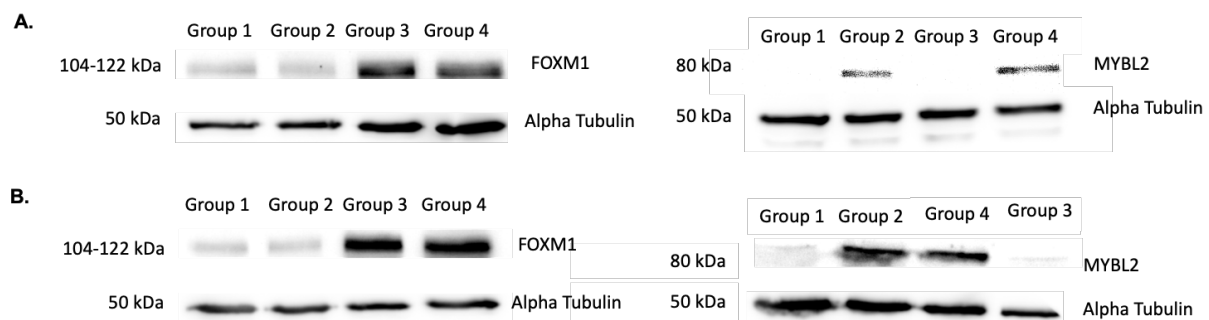 A.
Group 1 Group 2 Group 3 Group 4
104-122 kDa FOXM1
50 kDa Alpha Tubulin
Group 1 Group 2 Group 3 Group 4
80 kDa MYBL2
50 kDa Alpha Tubulin
B.
Group 1 Group 2 Group 3 Group 4
104-122 kDa FOXM1
50 kDa Alpha Tubulin
Group 1 Group 2 Group 4 Group 3
80 kDa MYBL2
50 kDa Alpha Tubulin